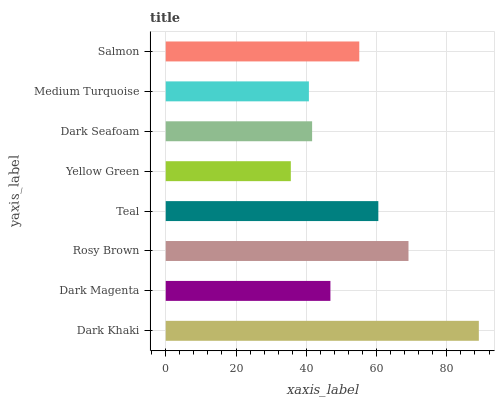 title
yaxis_label
Salmon
Medium Turquoise
Dark Seafoam
Yellow Green
Teal
Rosy Brown
Dark Magenta
Dark Khaki
0 20 40 60 80
xaxis_label